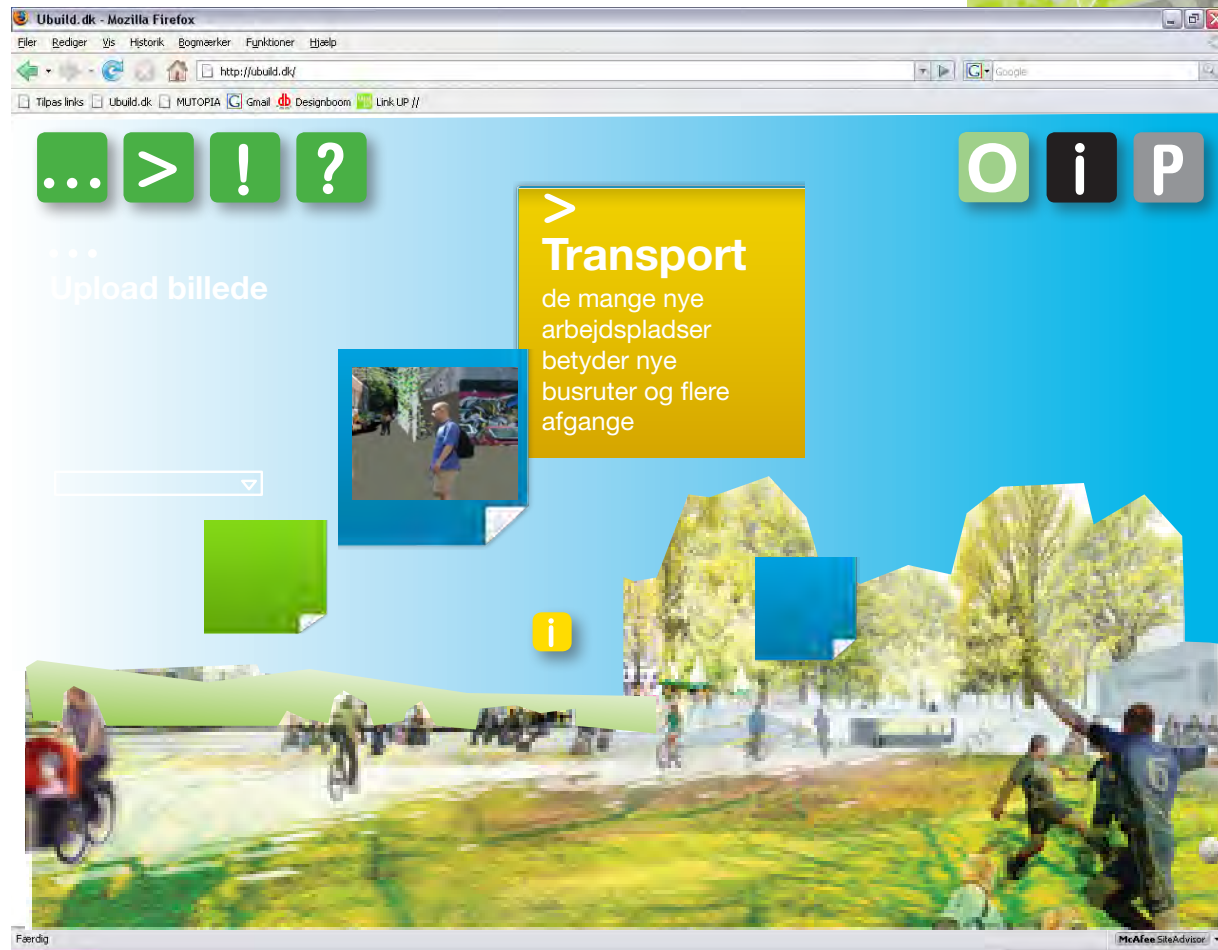 Ubuild.dk - Mozilla Firefox
Filer Rediger Vis Historik Bogmærker Funktioner Hjælp
http://ubuild.dk/
G Google
Tilpas links Ubuild.dk MUTOPIA Gmail db Designboom Link UP //
... > ! ?
O i P
>
Transport
de mange nye
arbejdspladser
betyder nye
busruter og flere
afgange
...
Upload billede
i
6
Færdig
McAfee SiteAdvisor